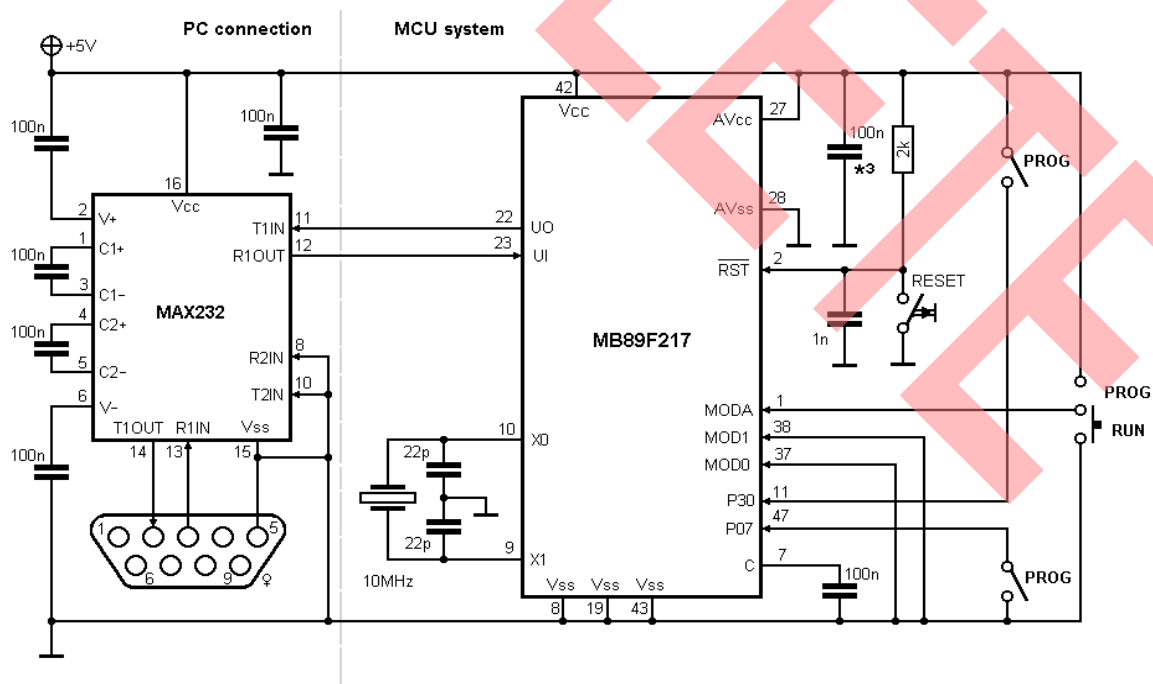 PC connection
MCU system
+5V
100n
100n
42
Vcc
AVcc
27
100n
*3
2k
PROG
16
Vcc
2
V+
1
C1+
100n
3
C1−
4
C2+
100n
5
C2−
6
V−
100n
MAX232
T1IN
11
R1OUT
12
R2IN
8
T2IN
10
T1OUT
R1IN
Vss
14
13
15
1
5
6
9
♀
22
UO
23
UI
MB89F217
AVss
28
RST
2
1n
RESET
MODA
1
MOD1
38
MOD0
37
P30
11
P07
47
C
7
100n
PROG
RUN
PROG
10
X0
22p
22p
9
X1
10MHz
Vss
Vss
Vss
8
19
43